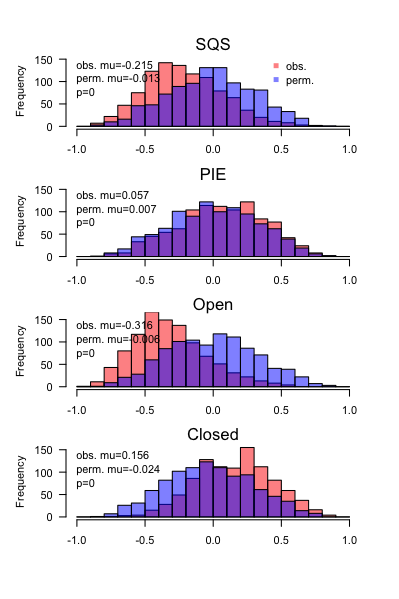 SQS
obs. mu=-0.215
perm. mu=-0.013
p=0
obs.
perm.
Frequency
150
100
50
0
-1.0 -0.5 0.0 0.5 1.0
PIE
obs. mu=0.057
perm. mu=0.007
p=0
Frequency
150
100
50
0
-1.0 -0.5 0.0 0.5 1.0
Open
obs. mu=-0.316
perm. mu=-0.006
p=0
Frequency
150
100
50
0
-1.0 -0.5 0.0 0.5 1.0
Closed
obs. mu=0.156
perm. mu=-0.024
p=0
Frequency
150
100
50
0
-1.0 -0.5 0.0 0.5 1.0